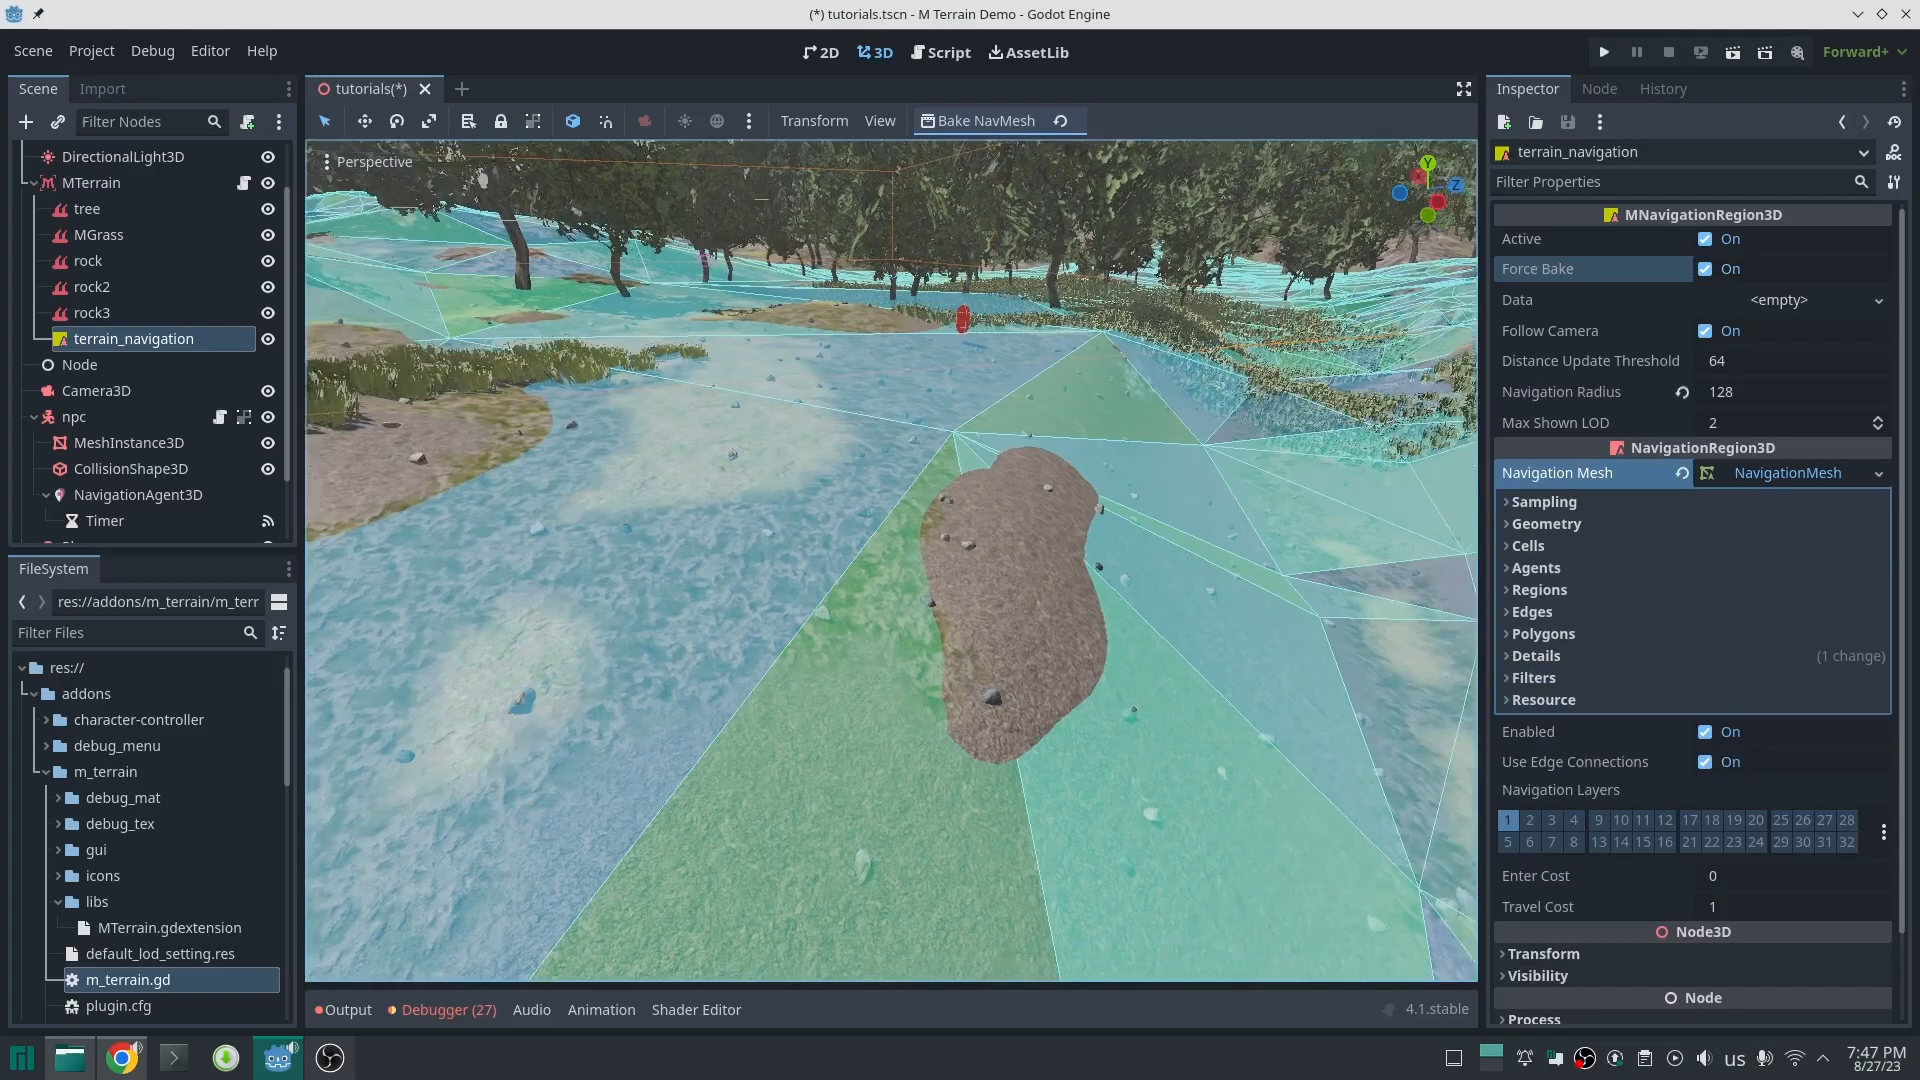 (*) tutorials.tscn - M Terrain Demo - Godot Engine
Scene Project Debug Editor Help
2D 3D Script AssetLib
Forward+
Scene Import
Filter Nodes
DirectionalLight3D
MTerrain
tree
MGrass
rock
rock2
rock3
terrain_navigation
Node
Camera3D
npc
MeshInstance3D
CollisionShape3D
NavigationAgent3D
Timer
FileSystem
res://addons/m_terrain/m_terr
Filter Files
res://
addons
character-controller
debug_menu
m_terrain
debug_mat
debug_tex
gui
icons
libs
MTerrain.gdextension
default_lod_setting.res
m_terrain.gd
plugin.cfg
tutorials(*)
Transform View Bake NavMesh
Perspective
Y
X
Z
Output Debugger (27) Audio Animation Shader Editor
4.1.stable
Inspector Node History
terrain_navigation
DOC
Filter Properties
MNavigationRegion3D
Active On
Force Bake On
Data <empty>
Follow Camera On
Distance Update Threshold 64
Navigation Radius 128
Max Shown LOD 2
NavigationRegion3D
Navigation Mesh NavigationMesh
Sampling
Geometry
Cells
Agents
Regions
Edges
Polygons
Details (1 change)
Filters
Resource
Enabled On
Use Edge Connections On
Navigation Layers
1 2 3 4 9 10 11 12 17 18 19 20 25 26 27 28
5 6 7 8 13 14 15 16 21 22 23 24 29 30 31 32
Enter Cost 0
Travel Cost 1
Node3D
Transform
Visibility
Node
Process
us
7:47 PM
8/27/23